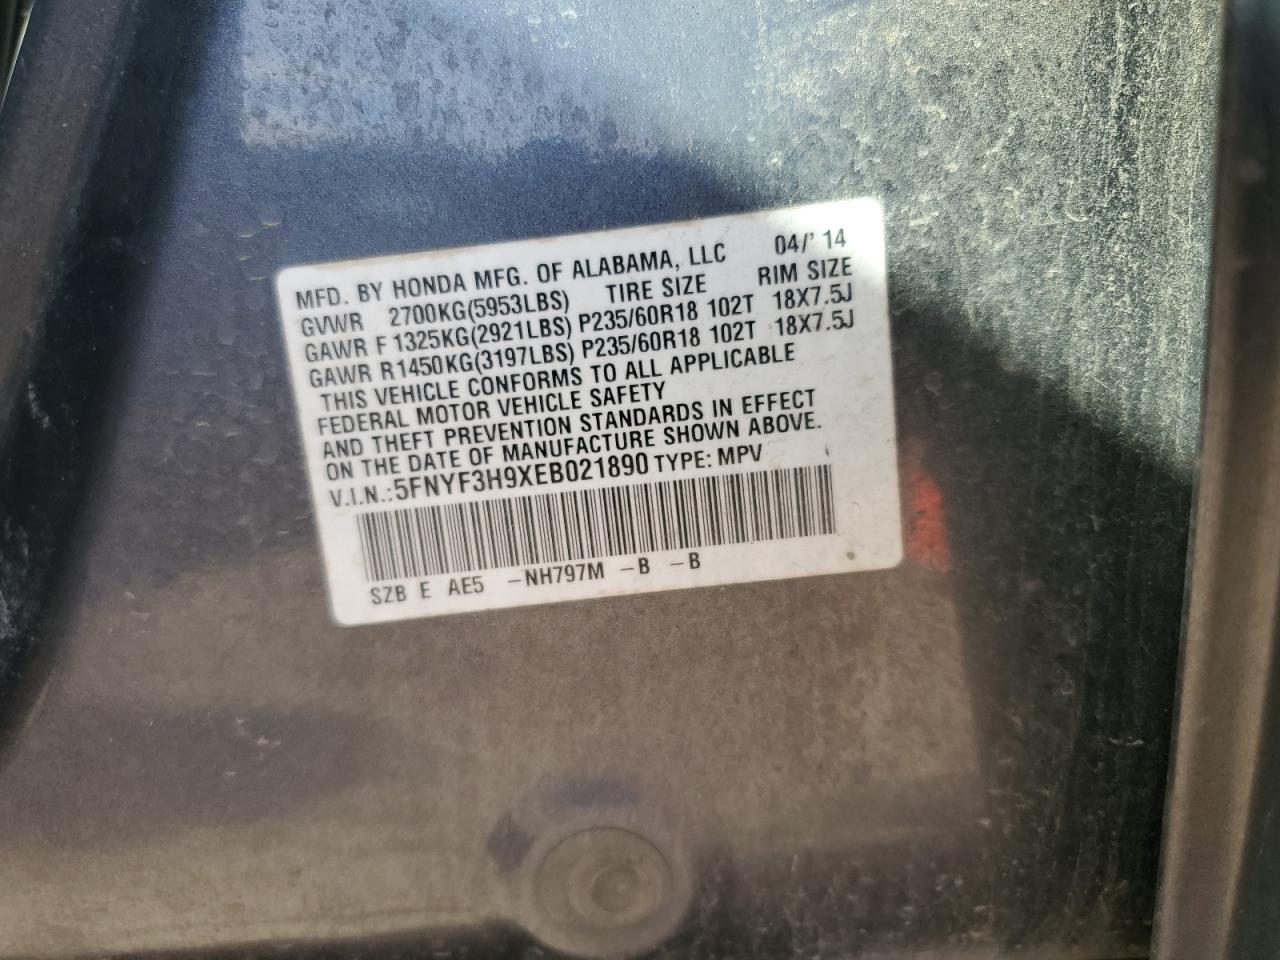 MFD. BY HONDA MFG. OF ALABAMA, LLC 04/' 14
GVWR 2700KG(5953LBS) TIRE SIZE RIM SIZE
GAWR F 1325KG(2921LBS) P235/60R18 102T 18X7.5J
GAWR R1450KG(3197LBS) P235/60R18 102T 18X7.5J
THIS VEHICLE CONFORMS TO ALL APPLICABLE
FEDERAL MOTOR VEHICLE SAFETY
AND THEFT PREVENTION STANDARDS IN EFFECT
ON THE DATE OF MANUFACTURE SHOWN ABOVE.
V.I.N.:5FNYF3H9XEB021890 TYPE: MPV
SZB E AE5 -NH797M -B -B